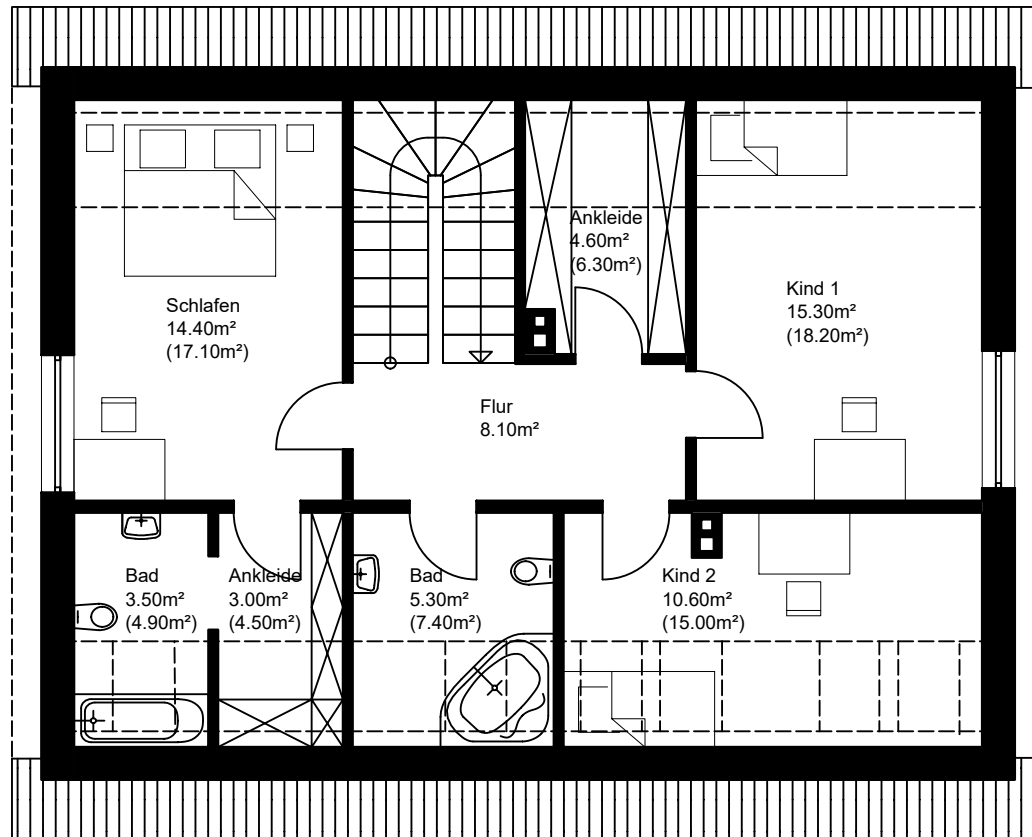 Ankleide
4.60m²
(6.30m²)
Kind 1
15.30m²
(18.20m²)
Schlafen
14.40m²
(17.10m²)
Flur
8.10m²
Bad
3.50m²
(4.90m²)
Ankleide
3.00m²
(4.50m²)
Bad
5.30m²
(7.40m²)
Kind 2
10.60m²
(15.00m²)